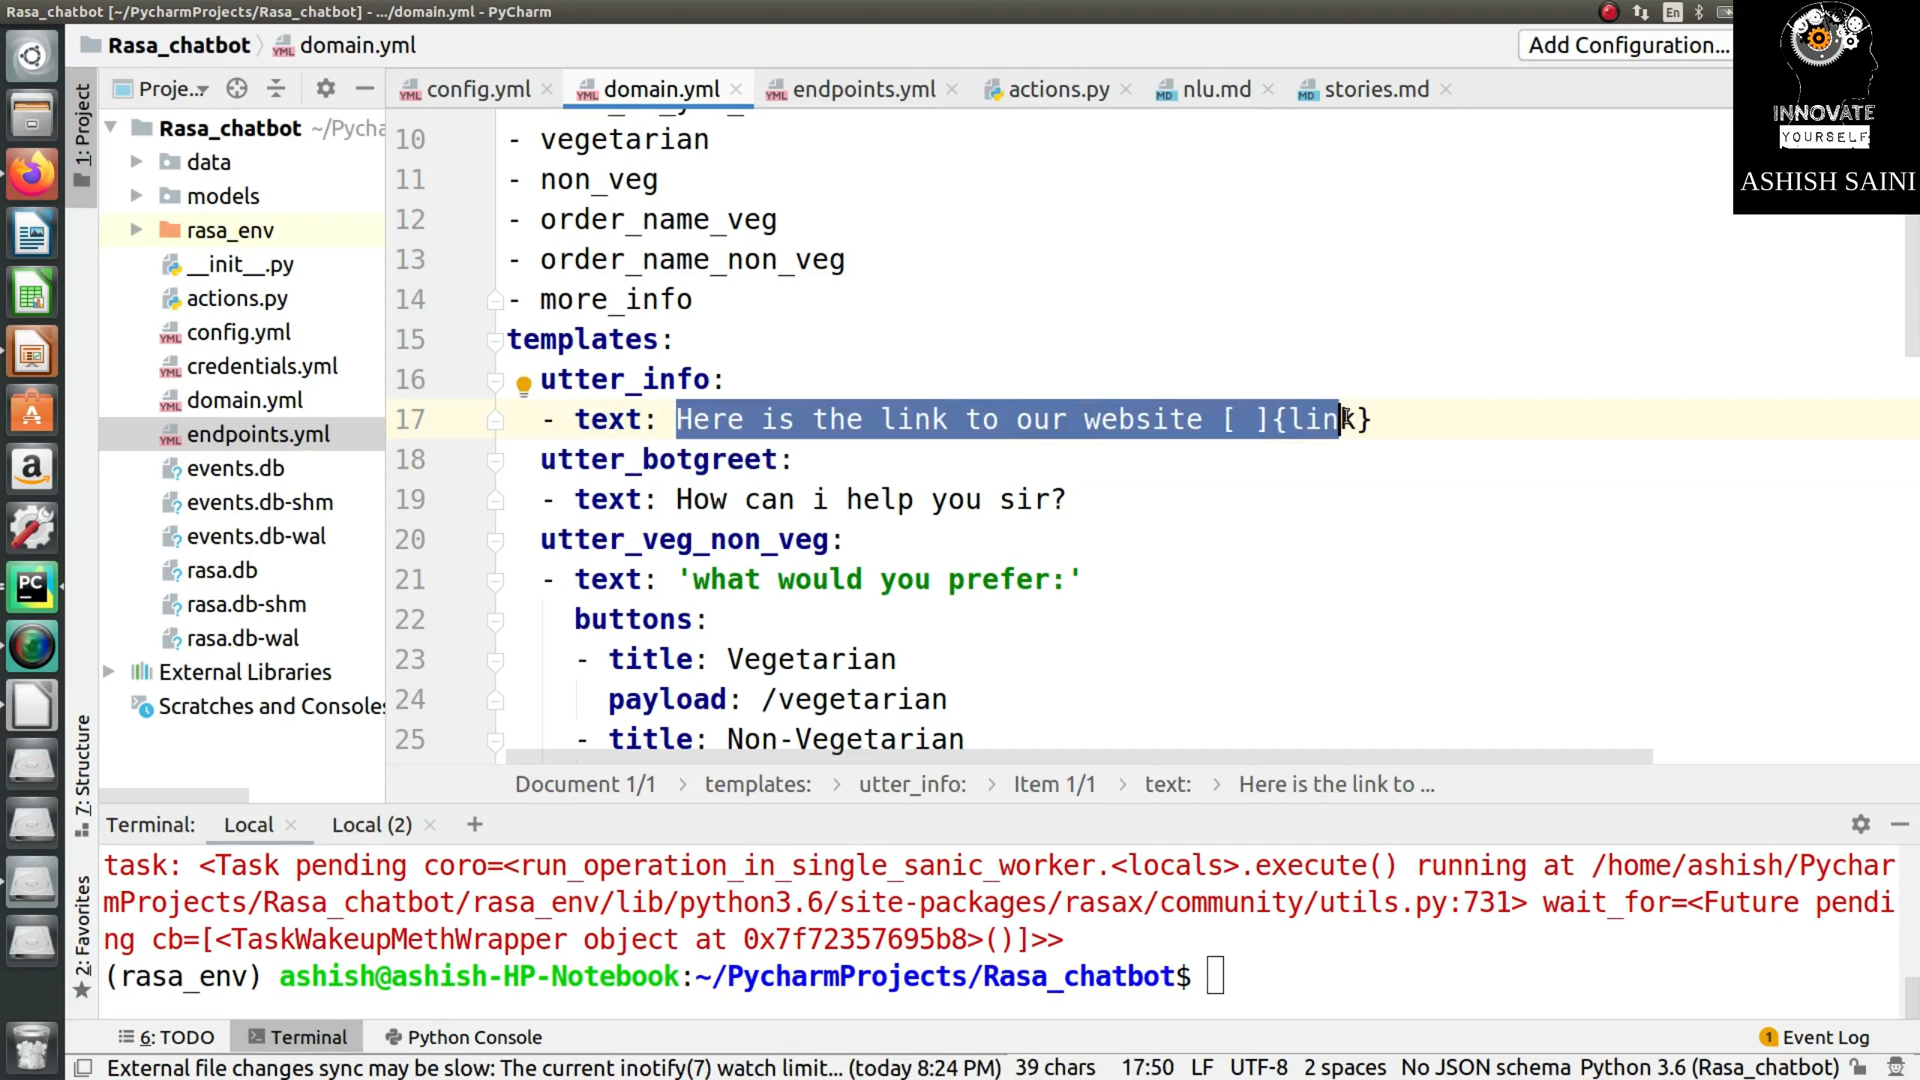 Rasa_chatbot [~/PycharmProjects/Rasa_chatbot] - .../domain.yml - PyCharm
En
Rasa_chatbot
domain.yml
Add Configuration...
INNOVATE
YOURSELF
ASHISH SAINI
1: Project
7: Structure
2: Favorites
Proje...
Rasa_chatbot ~/Pycha
data
models
rasa_env
__init__.py
actions.py
config.yml
credentials.yml
domain.yml
endpoints.yml
events.db
events.db-shm
events.db-wal
rasa.db
rasa.db-shm
rasa.db-wal
External Libraries
Scratches and Consoles
config.yml
domain.yml
endpoints.yml
actions.py
nlu.md
stories.md
10 - vegetarian
11 - non_veg
12 - order_name_veg
13 - order_name_non_veg
14 - more_info
15 templates:
16 utter_info:
17 - text: Here is the link to our website [ ]{link}
18 utter_botgreet:
19 - text: How can i help you sir?
20 utter_veg_non_veg:
21 - text: 'what would you prefer:'
22 buttons:
23 - title: Vegetarian
24 payload: /vegetarian
25 - title: Non-Vegetarian
Document 1/1 › templates: › utter_info: › Item 1/1 › text: › Here is the link to ...
Terminal: Local Local (2) +
task: <Task pending coro=<run_operation_in_single_sanic_worker.<locals>.execute() running at /home/ashish/Pychar
mProjects/Rasa_chatbot/rasa_env/lib/python3.6/site-packages/rasax/community/utils.py:731> wait_for=<Future pendi
ng cb=[<TaskWakeupMethWrapper object at 0x7f72357695b8>()]>>
(rasa_env) ashish@ashish-HP-Notebook:~/PycharmProjects/Rasa_chatbot$
6: TODO Terminal Python Console
1 Event Log
External file changes sync may be slow: The current inotify(7) watch limit... (today 8:24 PM) 39 chars 17:50 LF UTF-8 2 spaces No JSON schema Python 3.6 (Rasa_chatbot)